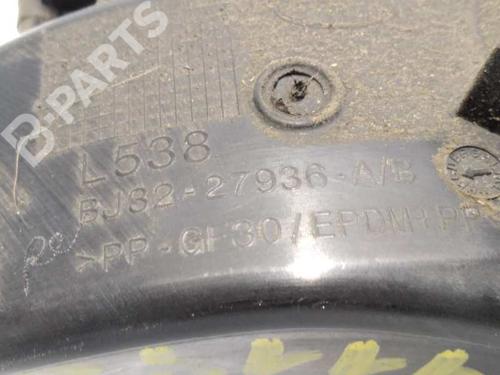 B-PARTS
L538
BJ32-27936-A/B
>PP-GF30/EPDM+PP